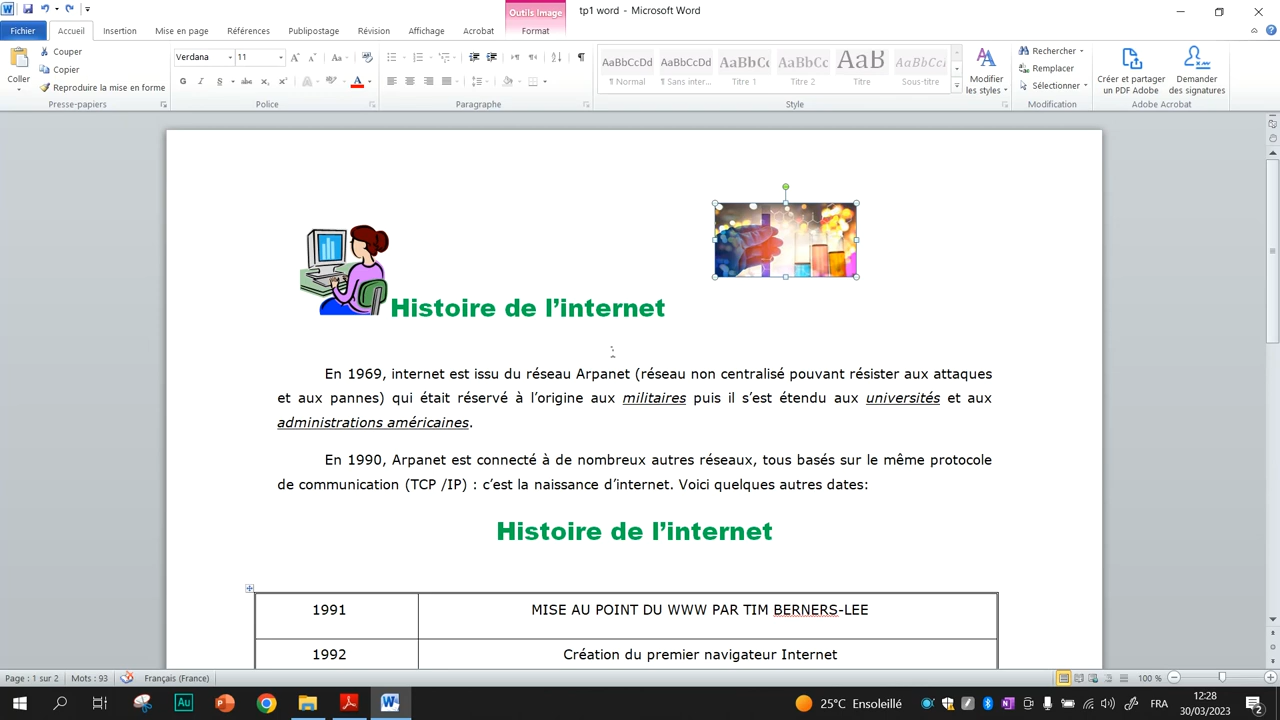 Outils Image
tp1 word - Microsoft Word
Fichier Accueil Insertion Mise en page Références Publipostage Révision Affichage Acrobat Format
Coller
Couper
Copier
Reproduire la mise en forme
Presse-papiers
Verdana 11
Police
Paragraphe
AaBbCcDd AaBbCcDd AaBbCc AaBbCc AaB AaBbCcI
¶ Normal ¶ Sans inter... Titre 1 Titre 2 Titre Sous-titre
Style
Modifier
les styles
Rechercher
Remplacer
Sélectionner
Modification
Créer et partager
un PDF Adobe
Demander
des signatures
Adobe Acrobat
Histoire de l’internet
En 1969, internet est issu du réseau Arpanet (réseau non centralisé pouvant résister aux attaques
et aux pannes) qui était réservé à l’origine aux militaires puis il s’est étendu aux universités et aux
administrations américaines.
En 1990, Arpanet est connecté à de nombreux autres réseaux, tous basés sur le même protocole
de communication (TCP /IP) : c’est la naissance d’internet. Voici quelques autres dates:
Histoire de l’internet
1991 MISE AU POINT DU WWW PAR TIM BERNERS-LEE
1992 Création du premier navigateur Internet
Page : 1 sur 2 Mots : 93 Français (France) 100 %
25°C Ensoleillé FRA 12:28
30/03/2023